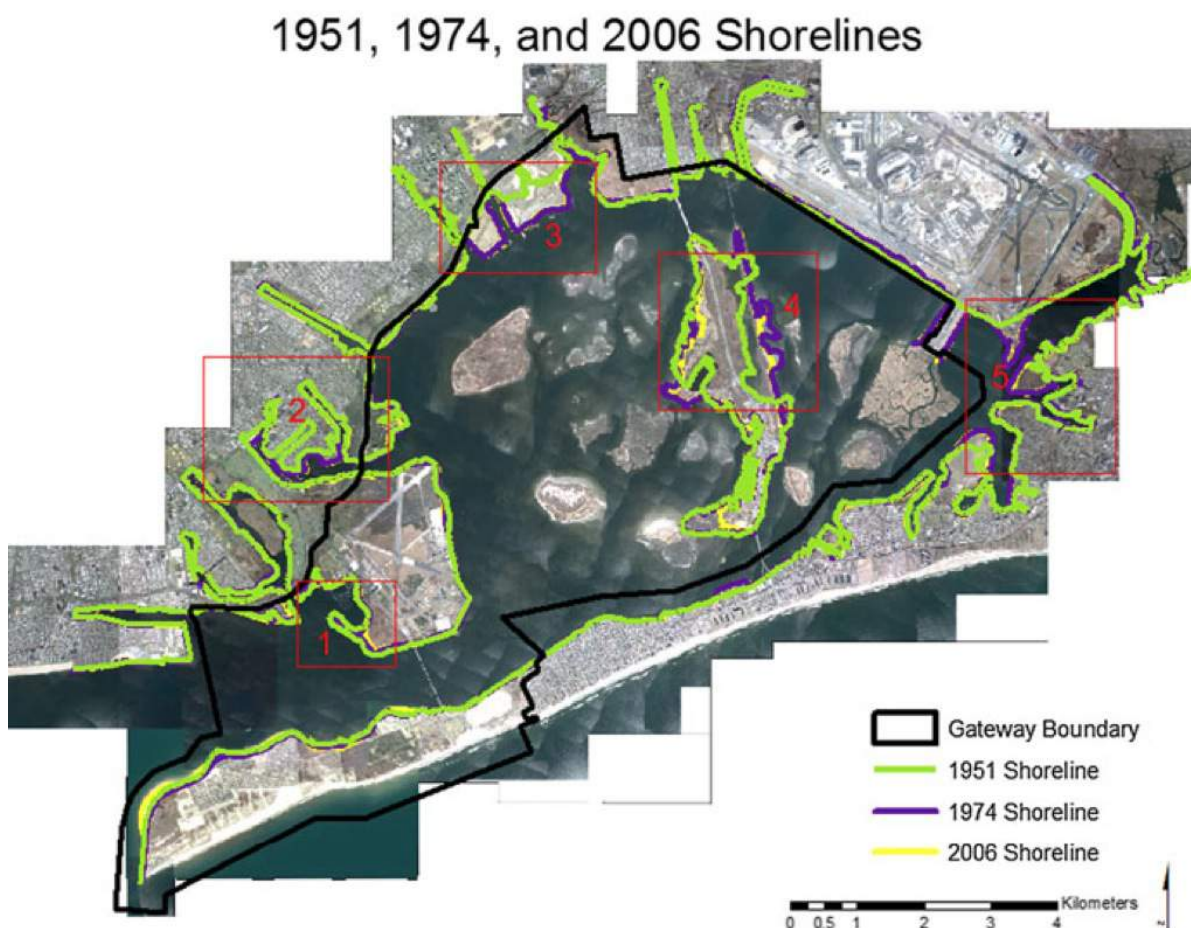 1951, 1974, and 2006 Shorelines
3
4
5
2
1
Gateway Boundary
1951 Shoreline
1974 Shoreline
2006 Shoreline
Kilometers
0 0.5 1 2 3 4
z